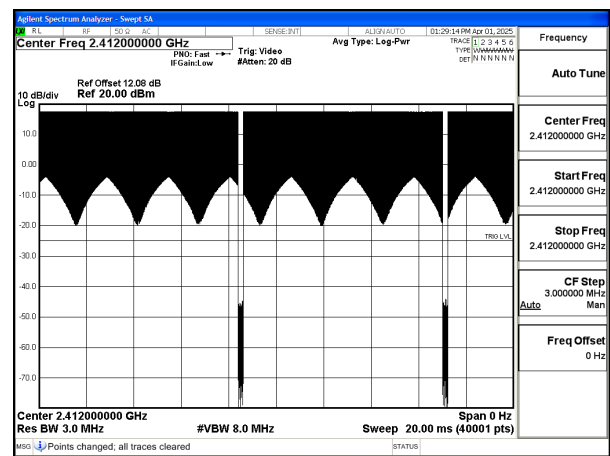 Agilent Spectrum Analyzer - Swept SA
RL RF 50 Ω AC SENSE:INT ALIGN AUTO 01:29:14 PM Apr 01, 2025
Center Freq 2.412000000 GHz
PNO: Fast
IFGain:Low
Trig: Video
#Atten: 20 dB
Avg Type: Log-Pwr
TRACE 1 2 3 4 5 6
TYPE
DET N N N N N N
Ref Offset 12.08 dB
10 dB/div Ref 20.00 dBm
Log
10.0
0.00
-10.0
-20.0
TRIG LVL
-30.0
-40.0
-50.0
-60.0
-70.0
Center 2.412000000 GHz Span 0 Hz
Res BW 3.0 MHz #VBW 8.0 MHz Sweep 20.00 ms (40001 pts)
MSG Points changed; all traces cleared STATUS
Frequency
Auto Tune
Center Freq
2.412000000 GHz
Start Freq
2.412000000 GHz
Stop Freq
2.412000000 GHz
CF Step
3.000000 MHz
Auto Man
Freq Offset
0 Hz